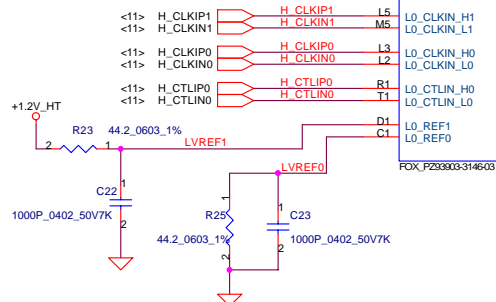 <11> H_CLKIP1 H_CLKIP1 L5 L0_CLKIN_H1
<11> H_CLKIN1 H_CLKIN1 M5 L0_CLKIN_L1
<11> H_CLKIP0 H_CLKIP0 L3 L0_CLKIN_H0
<11> H_CLKIN0 H_CLKIN0 L2 L0_CLKIN_L0
<11> H_CTLIP0 H_CTLIP0 R1 L0_CTLIN_H0
<11> H_CTLIN0 H_CTLIN0 T1 L0_CTLIN_L0
+1.2V_HT
D1 L0_REF1
C1 L0_REF0
R23 44.2_0603_1%
2 1 LVREF1
FOX_PZ93903-3146-03
LVREF0
C22 1
2
1000P_0402_50V7K
1 1
R25 C23
44.2_0603_1% 1000P_0402_50V7K
2 2